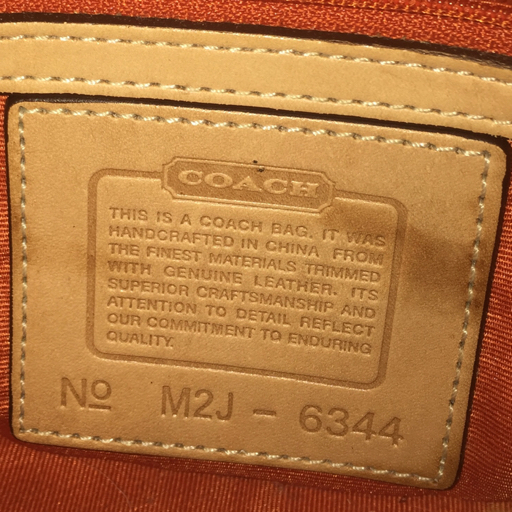 COACH
THIS IS A COACH BAG. IT WAS
HANDCRAFTED IN CHINA FROM
THE FINEST MATERIALS TRIMMED
WITH GENUINE LEATHER. ITS
SUPERIOR CRAFTSMANSHIP AND
ATTENTION TO DETAIL REFLECT
OUR COMMITMENT TO ENDURING
QUALITY.
Nº M2J - 6344